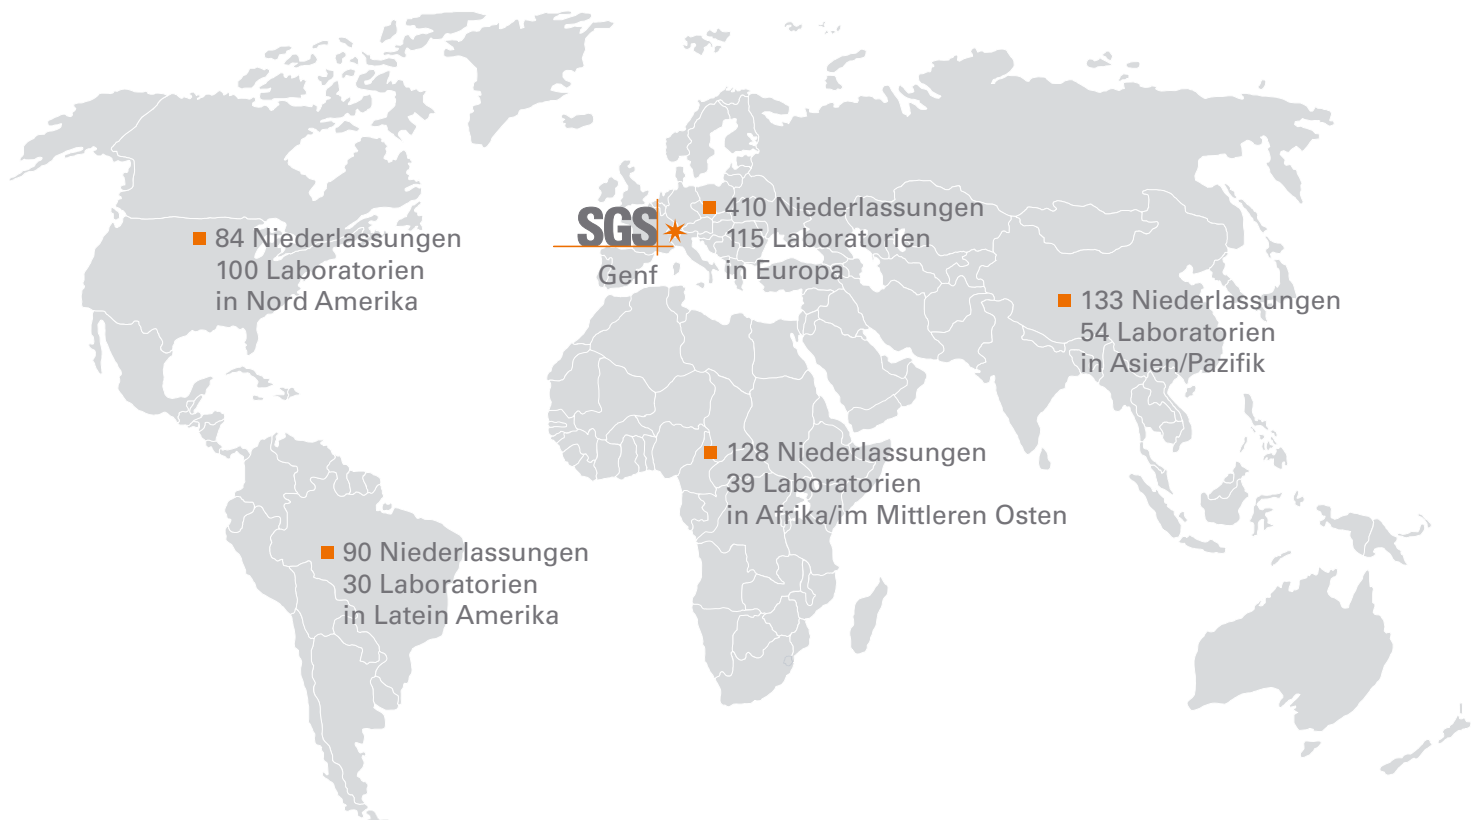 SGS
Genf
410 Niederlassungen
115 Laboratorien
in Europa
84 Niederlassungen
100 Laboratorien
in Nord Amerika
133 Niederlassungen
54 Laboratorien
in Asien/Pazifik
128 Niederlassungen
39 Laboratorien
in Afrika/im Mittleren Osten
90 Niederlassungen
30 Laboratorien
in Latein Amerika